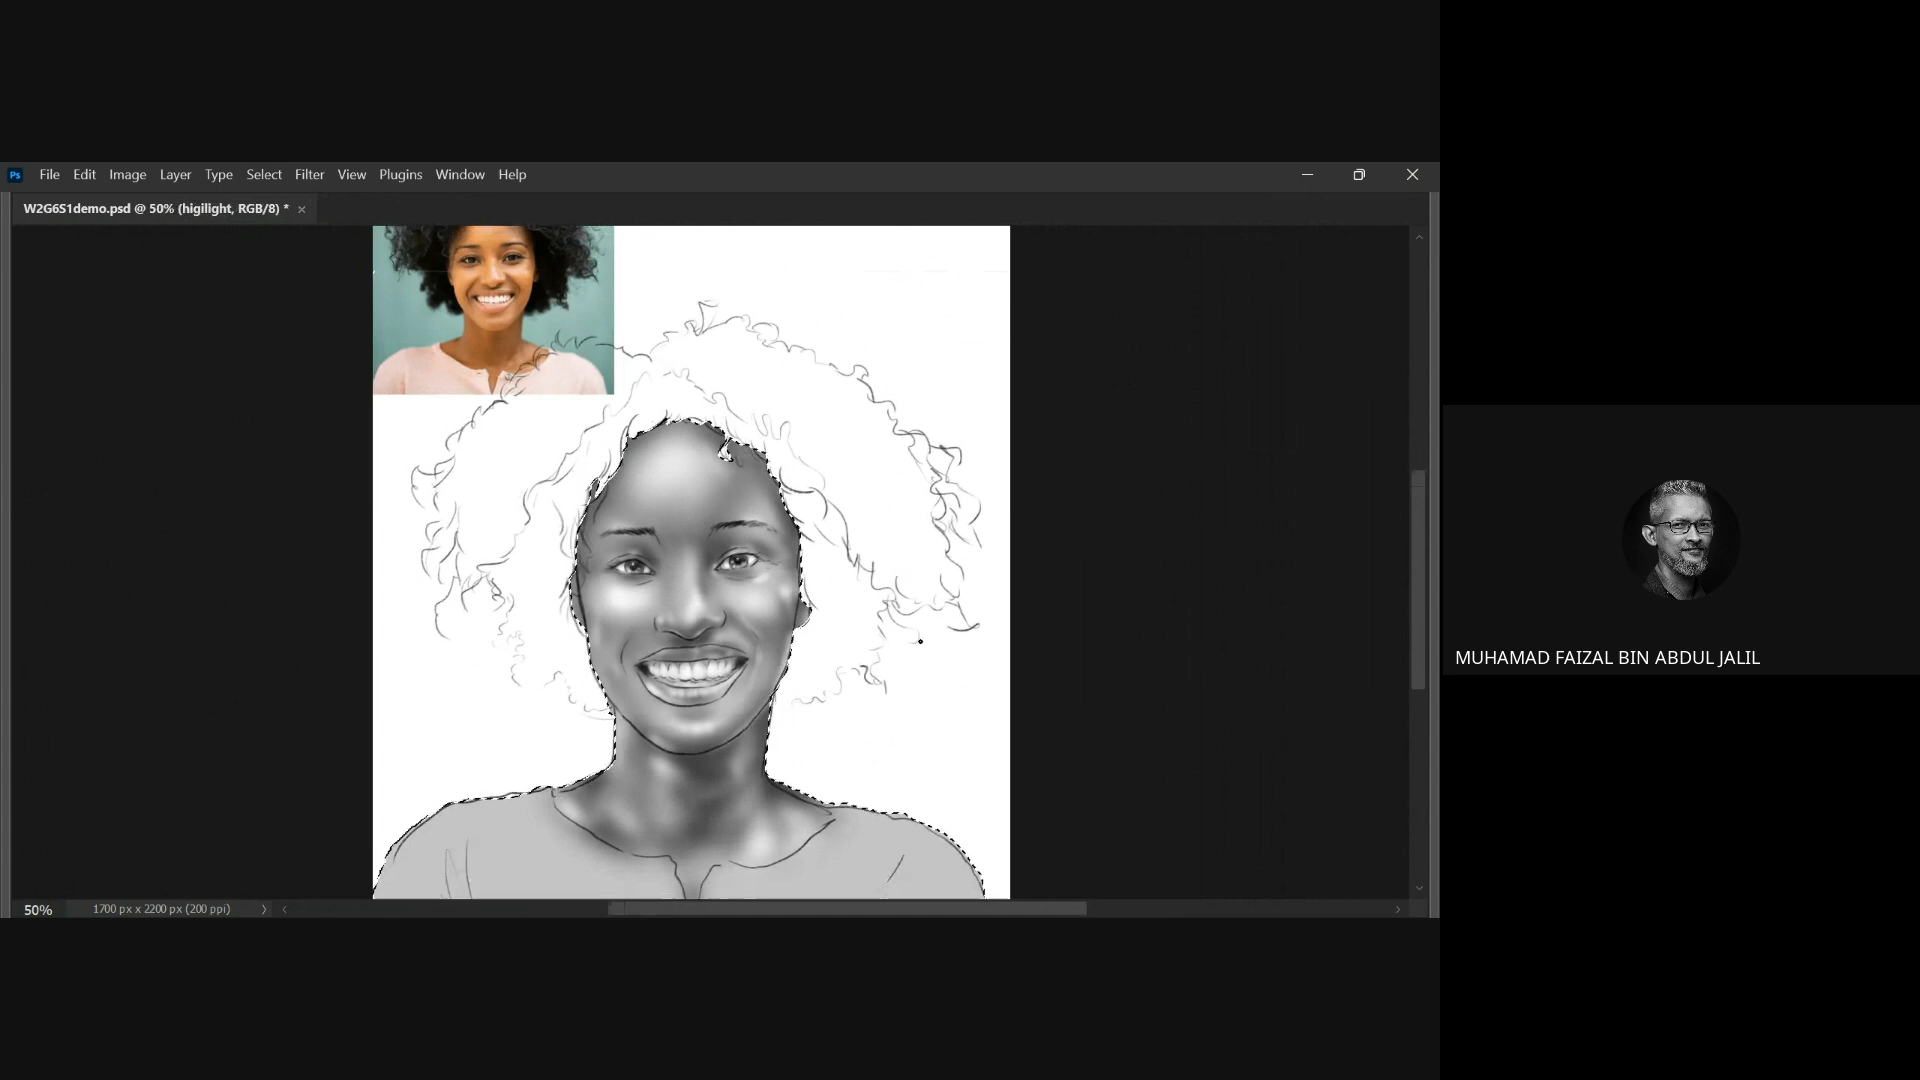 Ps File Edit Image Layer Type Select Filter View Plugins Window Help
W2G6S1demo.psd @ 50% (higilight, RGB/8) *
MUHAMAD FAIZAL BIN ABDUL JALIL
50% 1700 px x 2200 px (200 ppi)